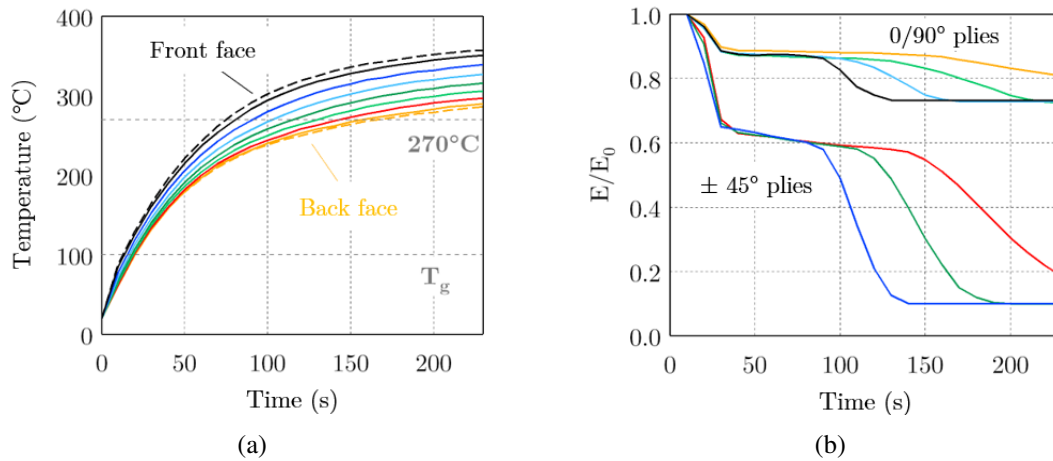 400
300
200
100
0
Temperature (°C)
Front face
270°C
Back face
T_g
0 50 100 150 200
Time (s)
(a)
1.0
0.8
0.6
0.4
0.2
0.0
E/E_0
0/90° plies
± 45° plies
0 50 100 150 200
Time (s)
(b)